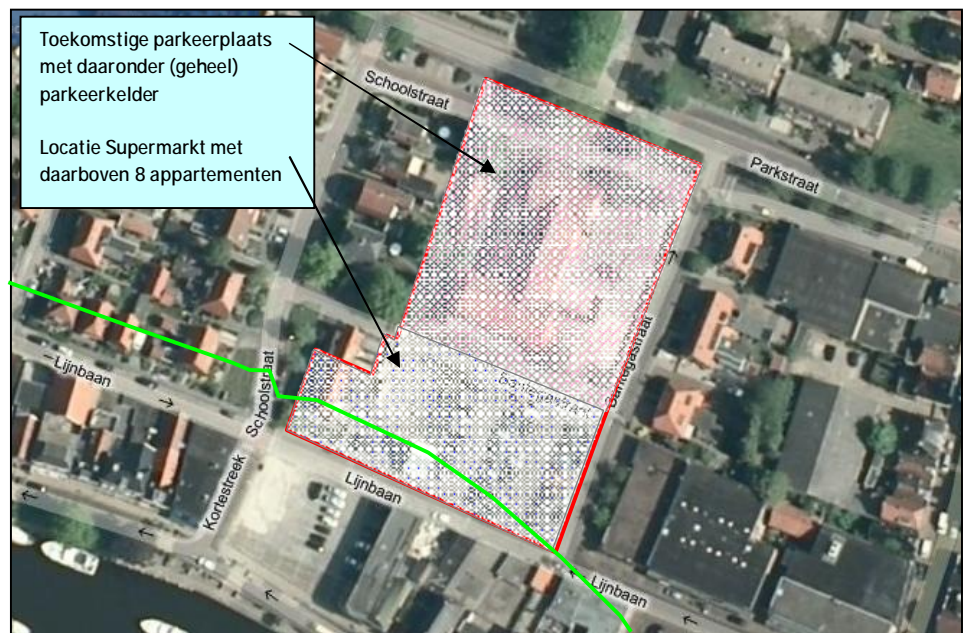 Toekomstige parkeerplaats
met daaronder (geheel)
parkeerkelder
Locatie Supermarkt met
daarboven 8 appartementen
Schoolstraat
Parkstraat
Lijnbaan
Schoolstraat
Kortestreek
Lijnbaan
Lijnbaan